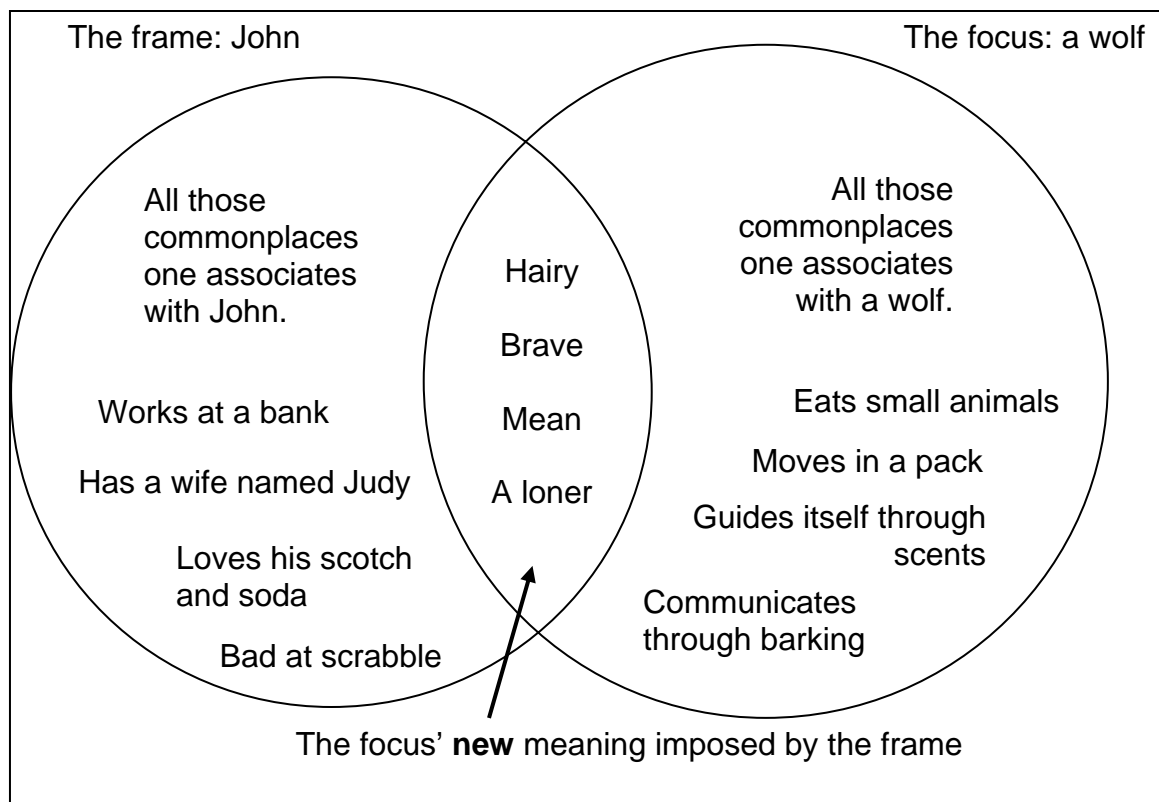 The frame: John
The focus: a wolf
All those
commonplaces
one associates
with John.
Works at a bank
Has a wife named Judy
Loves his scotch
and soda
Bad at scrabble
Hairy
Brave
Mean
A loner
All those
commonplaces
one associates
with a wolf.
Eats small animals
Moves in a pack
Guides itself through
scents
Communicates
through barking
The focus’ new meaning imposed by the frame